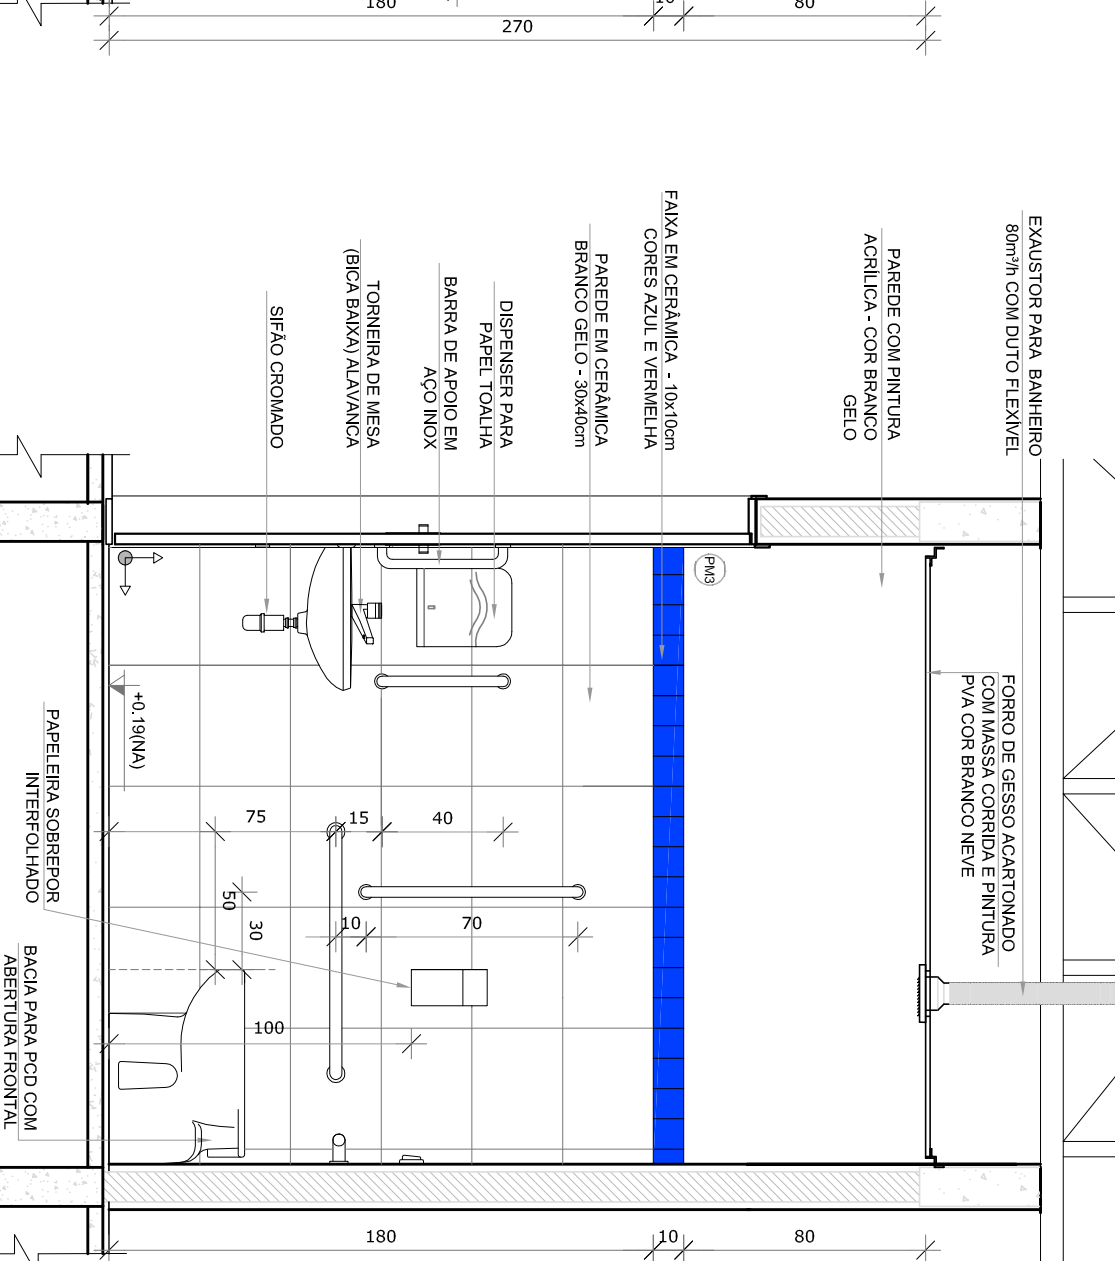 180
10
80
270
EXAUSTOR PARA BANHEIRO
80m³/h COM DUTO FLEXÍVEL
PAREDE COM PINTURA
ACRÍLICA - COR BRANCO
GELO
FAIXA EM CERÂMICA - 10x10cm
CORES AZUL E VERMELHA
PAREDE EM CERÂMICA
BRANCO GELO - 30x40cm
DISPENSER PARA
PAPEL TOALHA
BARRA DE APOIO EM
AÇO INOX
TORNEIRA DE MESA
(BICA BAIXA) ALAVANCA
SIFÃO CROMADO
PM3
FORRO DE GESSO ACARTONADO
COM MASSA CORRIDA E PINTURA
PVA COR BRANCO NEVE
+0.19(NA)
PAPELEIRA SOBREPOR
INTERFOLHADO
75
15
40
50
30
10
70
100
BACIA PARA PCD COM
ABERTURA FRONTAL
180
10
80